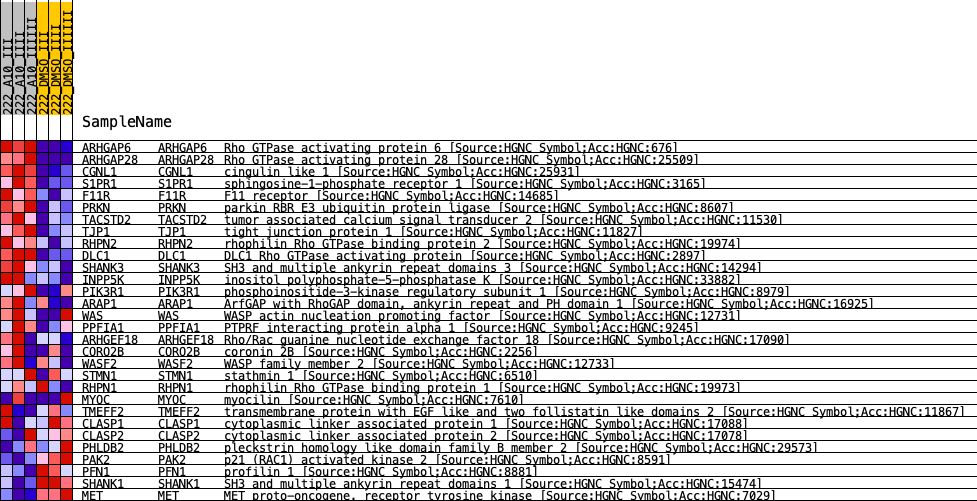 222_A10_III
222_A10_IIII
222_A10_IIIIII
222_DMSO_III
222_DMSO_IIII
222_DMSO_IIIIII
SampleName
ARHGAP6 ARHGAP6 Rho GTPase activating protein 6 [Source:HGNC Symbol;Acc:HGNC:676]
ARHGAP28 ARHGAP28 Rho GTPase activating protein 28 [Source:HGNC Symbol;Acc:HGNC:25509]
CGNL1 CGNL1 cingulin like 1 [Source:HGNC Symbol;Acc:HGNC:25931]
S1PR1 S1PR1 sphingosine-1-phosphate receptor 1 [Source:HGNC Symbol;Acc:HGNC:3165]
F11R F11R F11 receptor [Source:HGNC Symbol;Acc:HGNC:14685]
PRKN PRKN parkin RBR E3 ubiquitin protein ligase [Source:HGNC Symbol;Acc:HGNC:8607]
TACSTD2 TACSTD2 tumor associated calcium signal transducer 2 [Source:HGNC Symbol;Acc:HGNC:11530]
TJP1 TJP1 tight junction protein 1 [Source:HGNC Symbol;Acc:HGNC:11827]
RHPN2 RHPN2 rhophilin Rho GTPase binding protein 2 [Source:HGNC Symbol;Acc:HGNC:19974]
DLC1 DLC1 DLC1 Rho GTPase activating protein [Source:HGNC Symbol;Acc:HGNC:2897]
SHANK3 SHANK3 SH3 and multiple ankyrin repeat domains 3 [Source:HGNC Symbol;Acc:HGNC:14294]
INPP5K INPP5K inositol polyphosphate-5-phosphatase K [Source:HGNC Symbol;Acc:HGNC:33882]
PIK3R1 PIK3R1 phosphoinositide-3-kinase regulatory subunit 1 [Source:HGNC Symbol;Acc:HGNC:8979]
ARAP1 ARAP1 ArfGAP with RhoGAP domain, ankyrin repeat and PH domain 1 [Source:HGNC Symbol;Acc:HGNC:16925]
WAS WAS WASP actin nucleation promoting factor [Source:HGNC Symbol;Acc:HGNC:12731]
PPFIA1 PPFIA1 PTPRF interacting protein alpha 1 [Source:HGNC Symbol;Acc:HGNC:9245]
ARHGEF18 ARHGEF18 Rho/Rac guanine nucleotide exchange factor 18 [Source:HGNC Symbol;Acc:HGNC:17090]
CORO2B CORO2B coronin 2B [Source:HGNC Symbol;Acc:HGNC:2256]
WASF2 WASF2 WASP family member 2 [Source:HGNC Symbol;Acc:HGNC:12733]
STMN1 STMN1 stathmin 1 [Source:HGNC Symbol;Acc:HGNC:6510]
RHPN1 RHPN1 rhophilin Rho GTPase binding protein 1 [Source:HGNC Symbol;Acc:HGNC:19973]
MYOC MYOC myocilin [Source:HGNC Symbol;Acc:HGNC:7610]
TMEFF2 TMEFF2 transmembrane protein with EGF like and two follistatin like domains 2 [Source:HGNC Symbol;Acc:HGNC:11867]
CLASP1 CLASP1 cytoplasmic linker associated protein 1 [Source:HGNC Symbol;Acc:HGNC:17088]
CLASP2 CLASP2 cytoplasmic linker associated protein 2 [Source:HGNC Symbol;Acc:HGNC:17078]
PHLDB2 PHLDB2 pleckstrin homology like domain family B member 2 [Source:HGNC Symbol;Acc:HGNC:29573]
PAK2 PAK2 p21 (RAC1) activated kinase 2 [Source:HGNC Symbol;Acc:HGNC:8591]
PFN1 PFN1 profilin 1 [Source:HGNC Symbol;Acc:HGNC:8881]
SHANK1 SHANK1 SH3 and multiple ankyrin repeat domains 1 [Source:HGNC Symbol;Acc:HGNC:15474]
MET MET MET proto-oncogene, receptor tyrosine kinase [Source:HGNC Symbol;Acc:HGNC:7029]